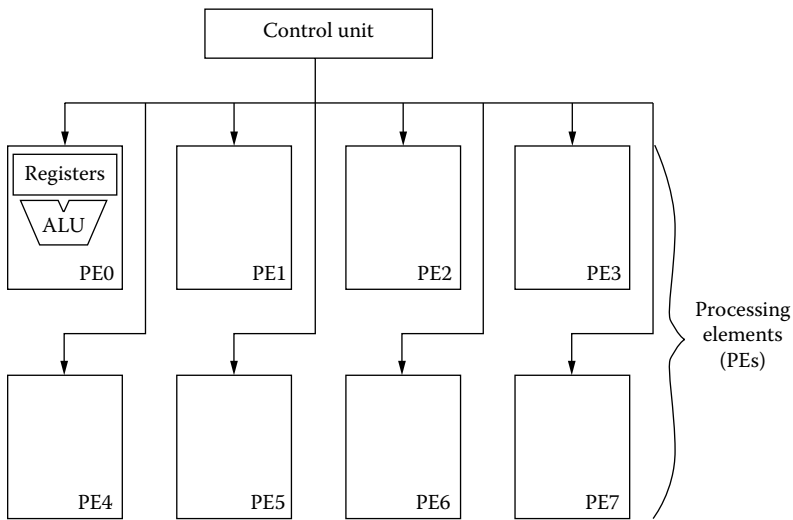 Control unit
Registers
ALU
PE0
PE1
PE2
PE3
Processing
elements
(PEs)
PE4
PE5
PE6
PE7